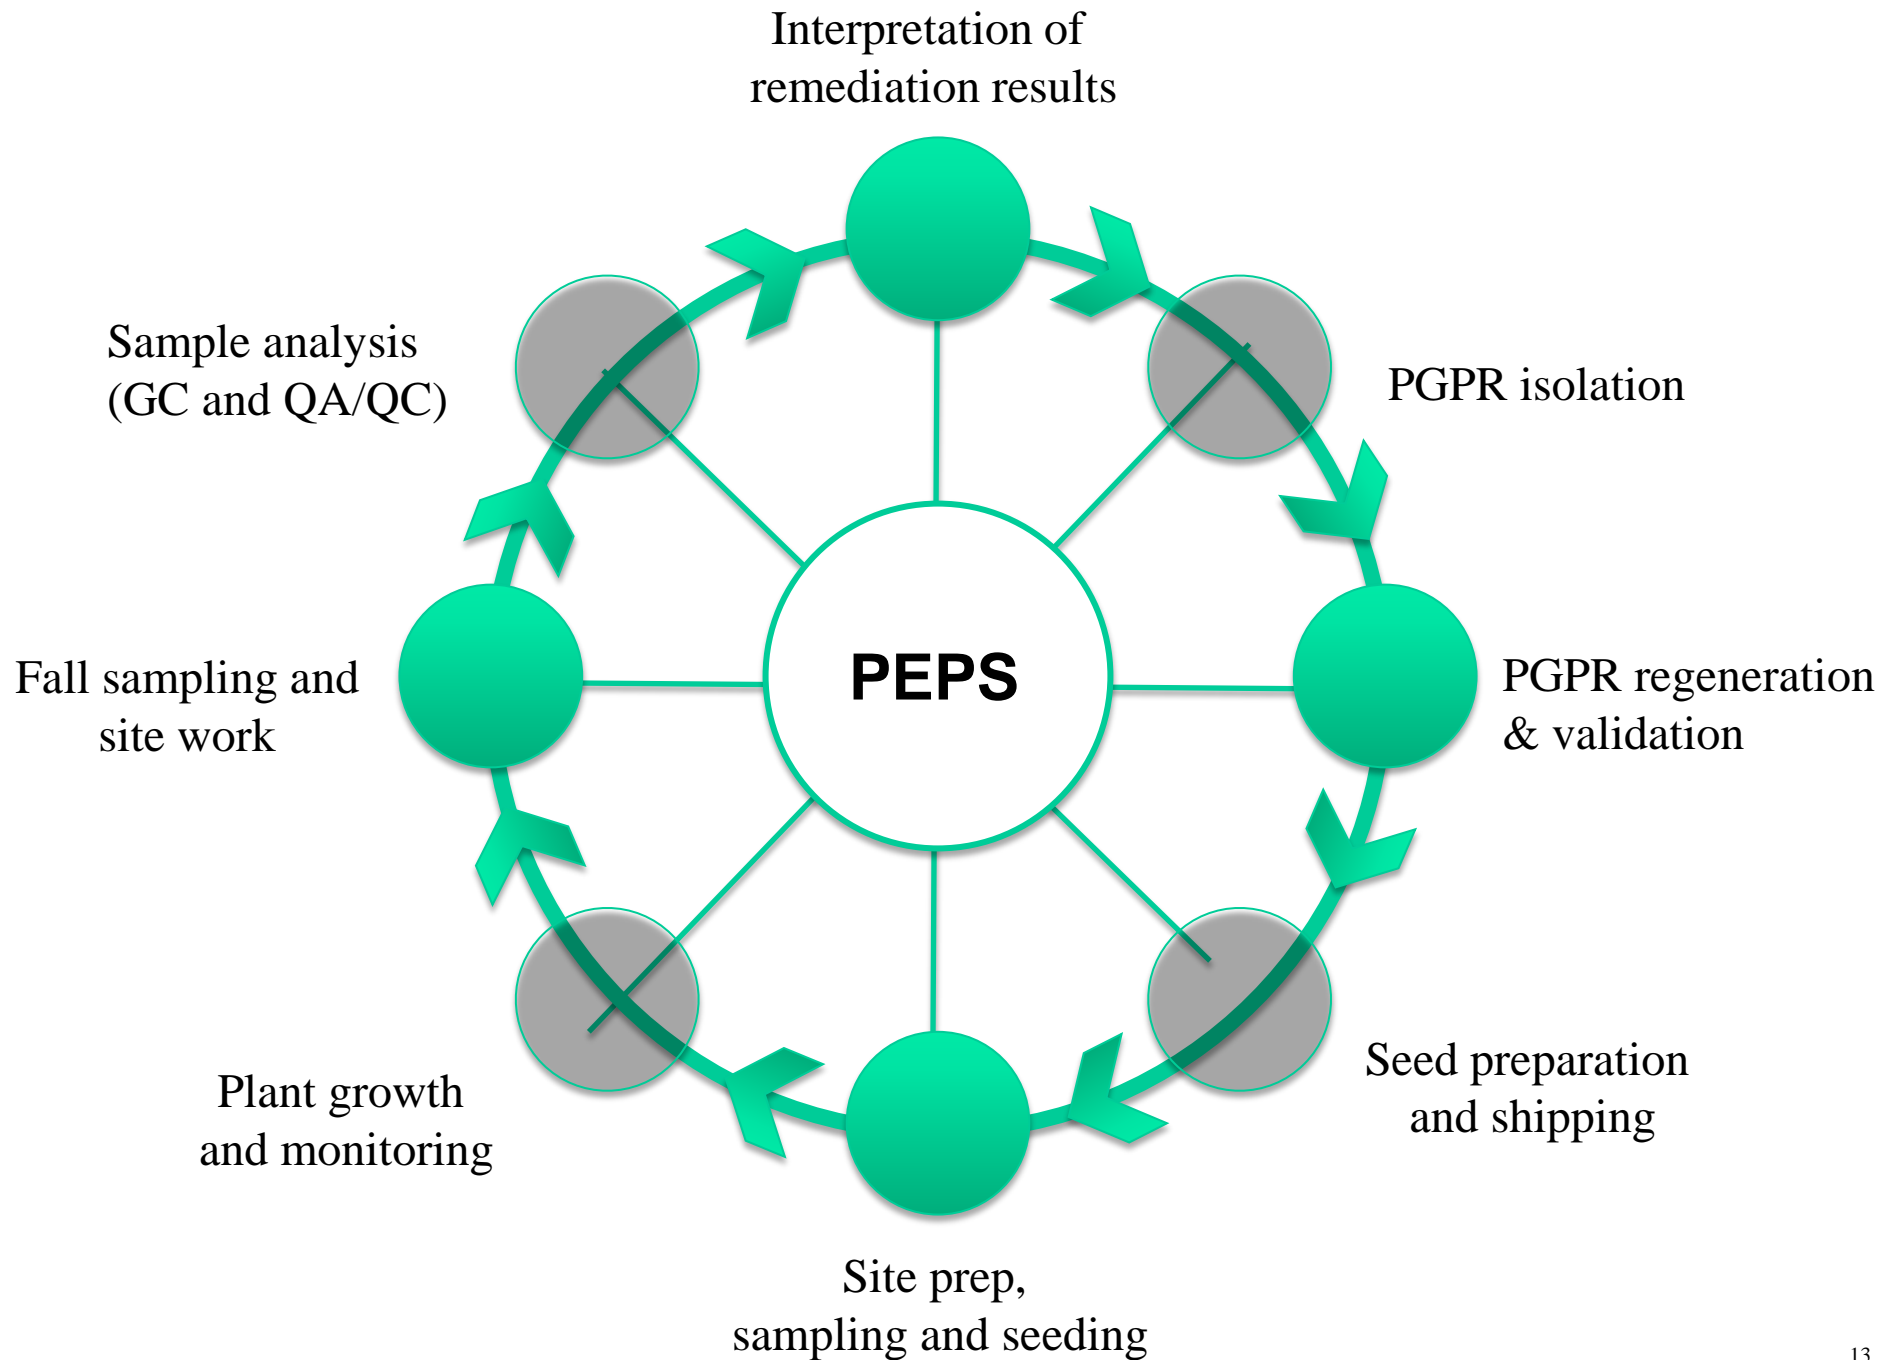 Interpretation of
remediation results
Sample analysis
(GC and QA/QC)
PGPR isolation
Fall sampling and
site work
PEPS
PGPR regeneration
& validation
Plant growth
and monitoring
Seed preparation
and shipping
Site prep,
sampling and seeding
13